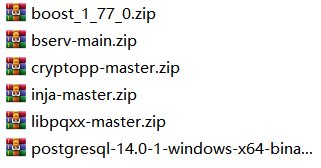 boost_1_77_0.zip
bserv-main.zip
cryptopp-master.zip
inja-master.zip
libpqxx-master.zip
postgresql-14.0-1-windows-x64-bina...